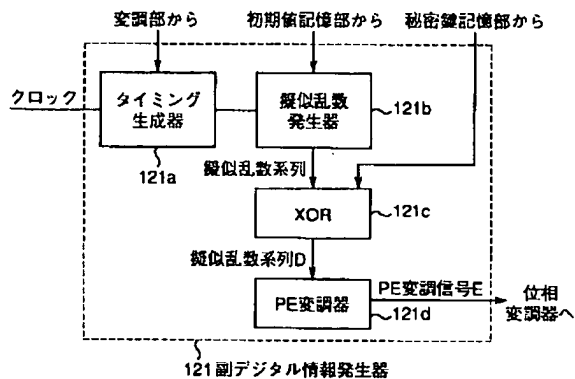 変調部から
初期値記憶部から
秘密鍵記憶部から
クロック
タイミング
生成器
擬似乱数
発生器
121b
121a
擬似乱数系列
XOR
121c
擬似乱数系列D
PE変調器
121d
PE変調信号E
位相
変調器へ
121 副デジタル情報発生器